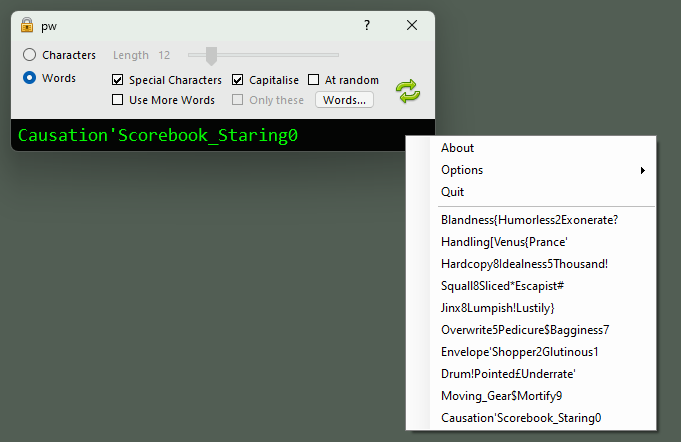 pw
?
Characters Length 12
Words
Special Characters Capitalise At random
Use More Words Only these Words...
Causation'Scorebook_Staring0
About
Options
Quit
Blandness{Humorless2Exonerate?
Handling[Venus{Prance'
Hardcopy8Idealness5Thousand!
Squall8Sliced*Escapist#
Jinx8Lumpish!Lustily}
Overwrite5Pedicure$Bagginess7
Envelope'Shopper2Glutinous1
Drum!Pointed£Underrate'
Moving_Gear$Mortify9
Causation'Scorebook_Staring0